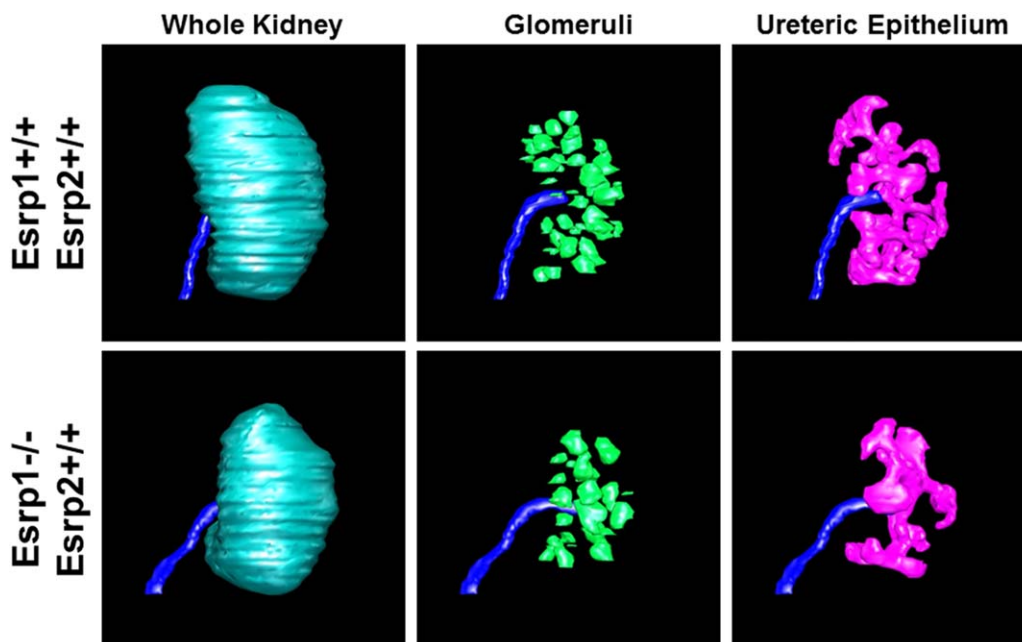 Whole Kidney
Glomeruli
Ureteric Epithelium
Esrp1+/+
Esrp2+/+
Esrp1-/-
Esrp2+/+